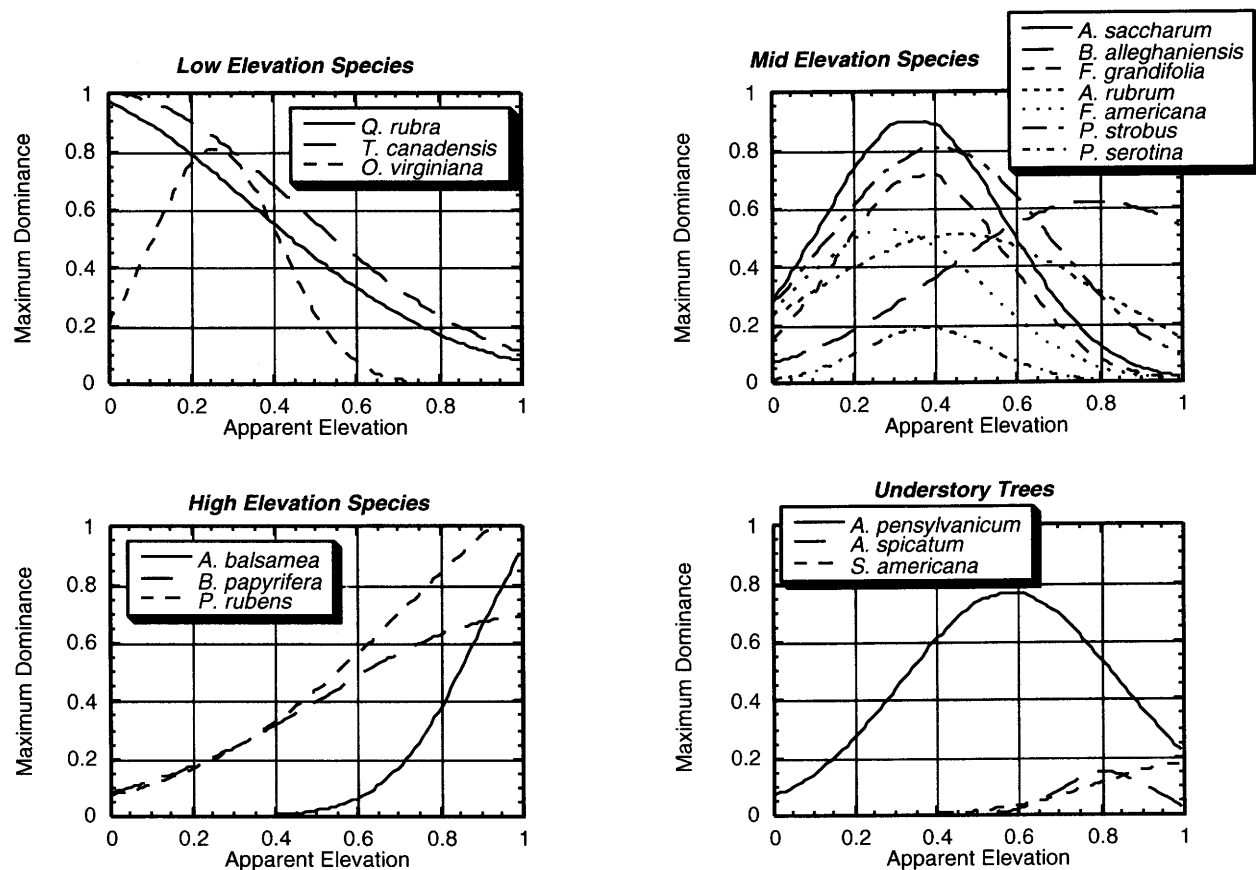 Low Elevation Species
Q. rubra
T. canadensis
O. virginiana
Maximum Dominance
1
0.8
0.6
0.4
0.2
0
0 0.2 0.4 0.6 0.8 1
Apparent Elevation
Mid Elevation Species
A. saccharum
B. alleghaniensis
F. grandifolia
A. rubrum
F. americana
P. strobus
P. serotina
Maximum Dominance
1
0.8
0.6
0.4
0.2
0
0 0.2 0.4 0.6 0.8 1
Apparent Elevation
High Elevation Species
A. balsamea
B. papyrifera
P. rubens
Maximum Dominance
1
0.8
0.6
0.4
0.2
0
0 0.2 0.4 0.6 0.8 1
Apparent Elevation
Understory Trees
A. pensylvanicum
A. spicatum
S. americana
Maximum Dominance
1
0.8
0.6
0.4
0.2
0
0 0.2 0.4 0.6 0.8 1
Apparent Elevation